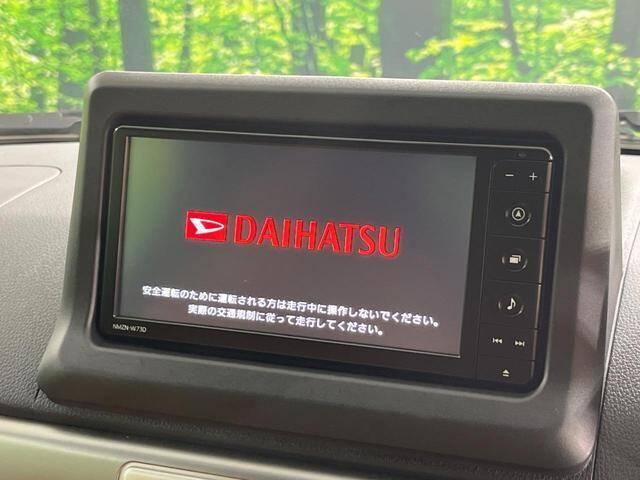 DAIHATSU
安全運転のために運転される方は走行中に操作しないでください。
実際の交通規制に従って走行してください。
NMZN-W73D